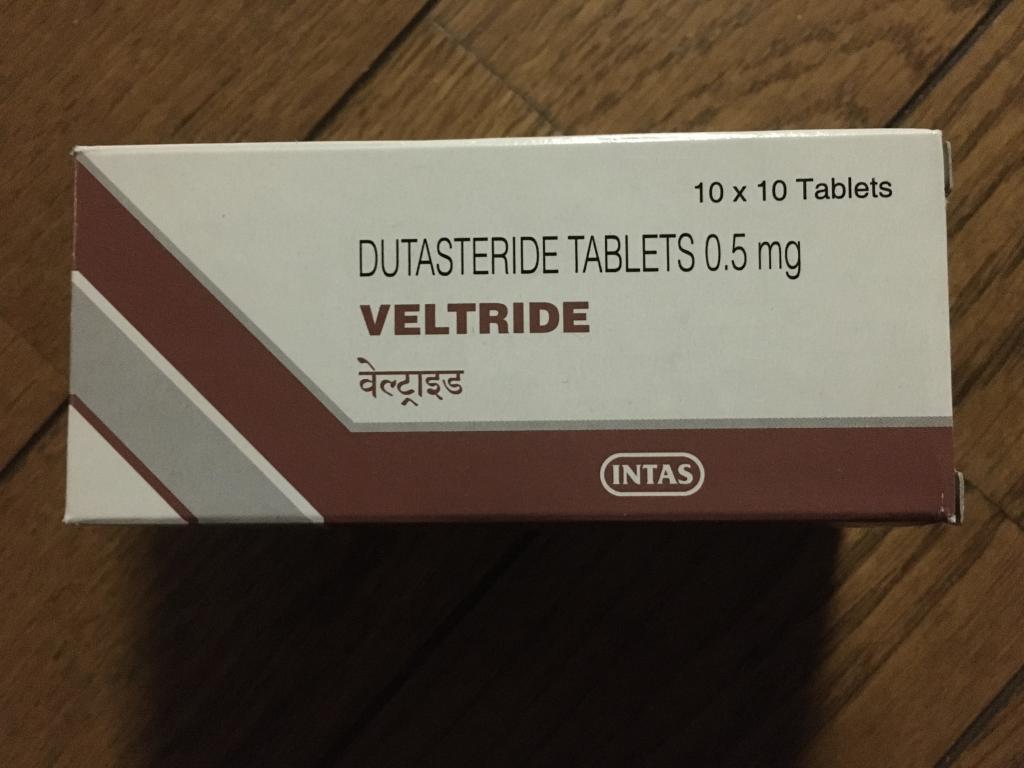 10 x 10 Tablets
DUTASTERIDE TABLETS 0.5 mg
VELTRIDE
वेल्ट्राइड
INTAS